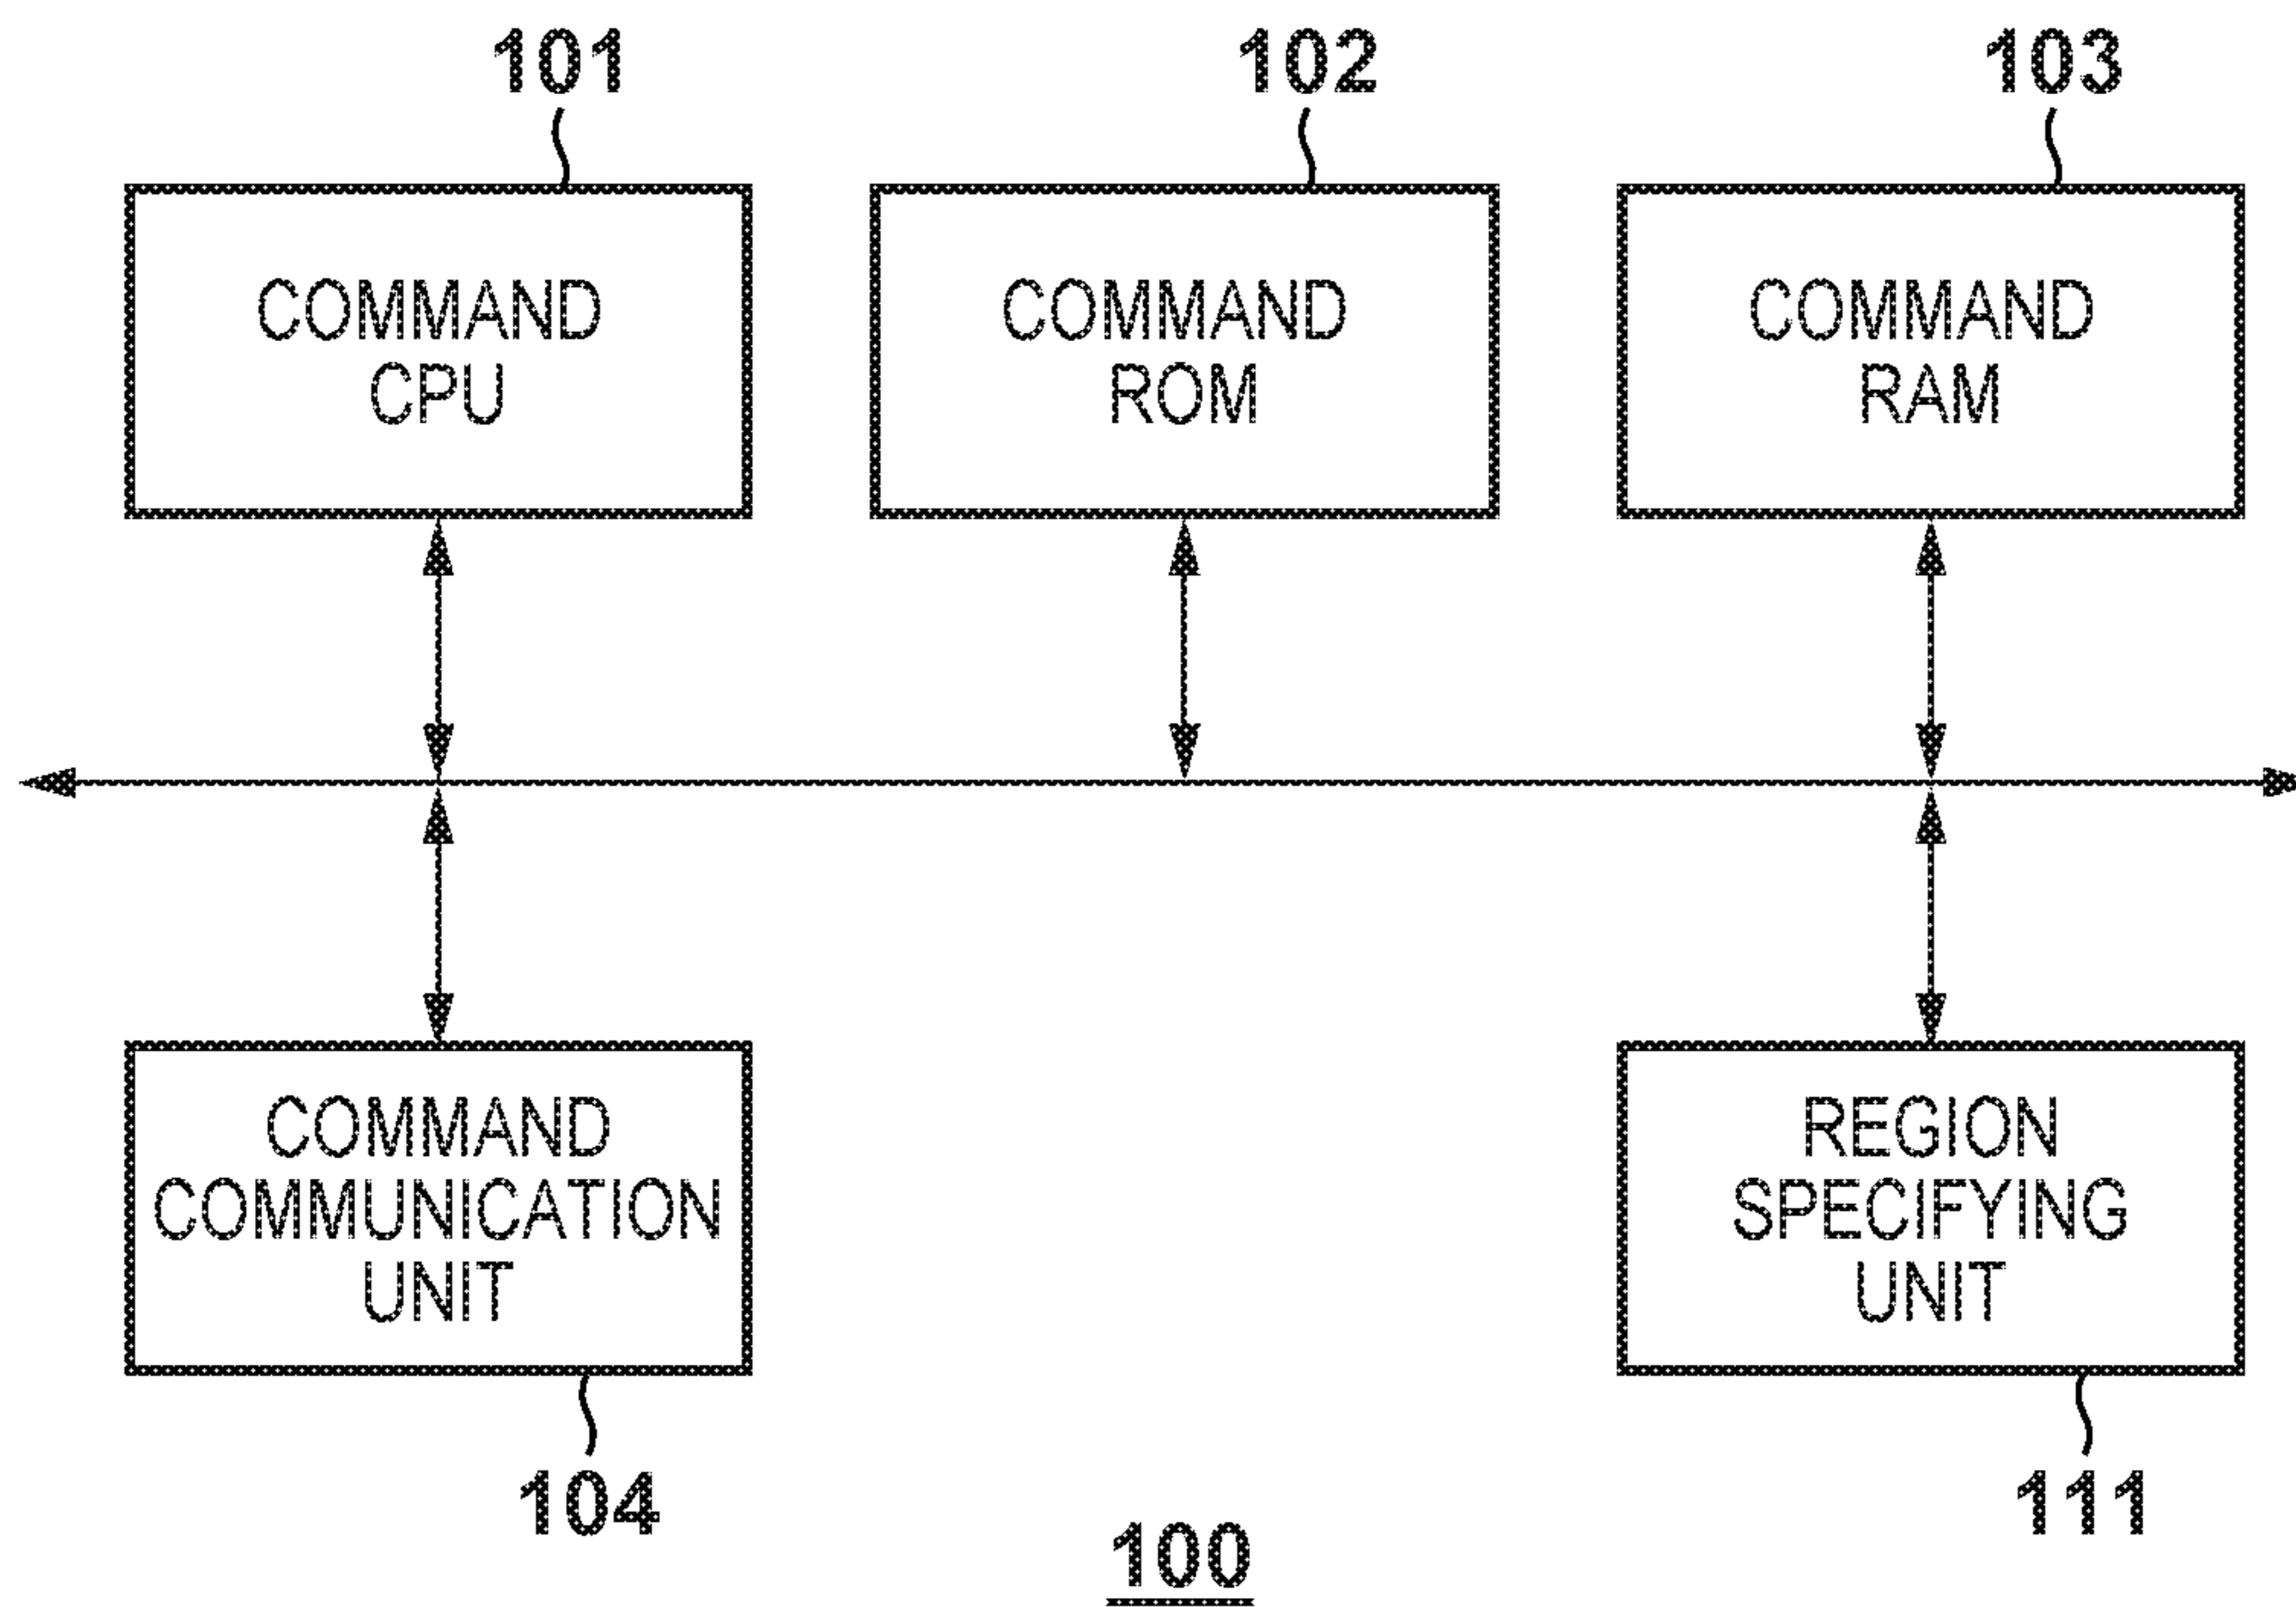 101
102
103
COMMAND
CPU
COMMAND
ROM
COMMAND
RAM
COMMAND
COMMUNICATION
UNIT
REGION
SPECIFYING
UNIT
104
111
100